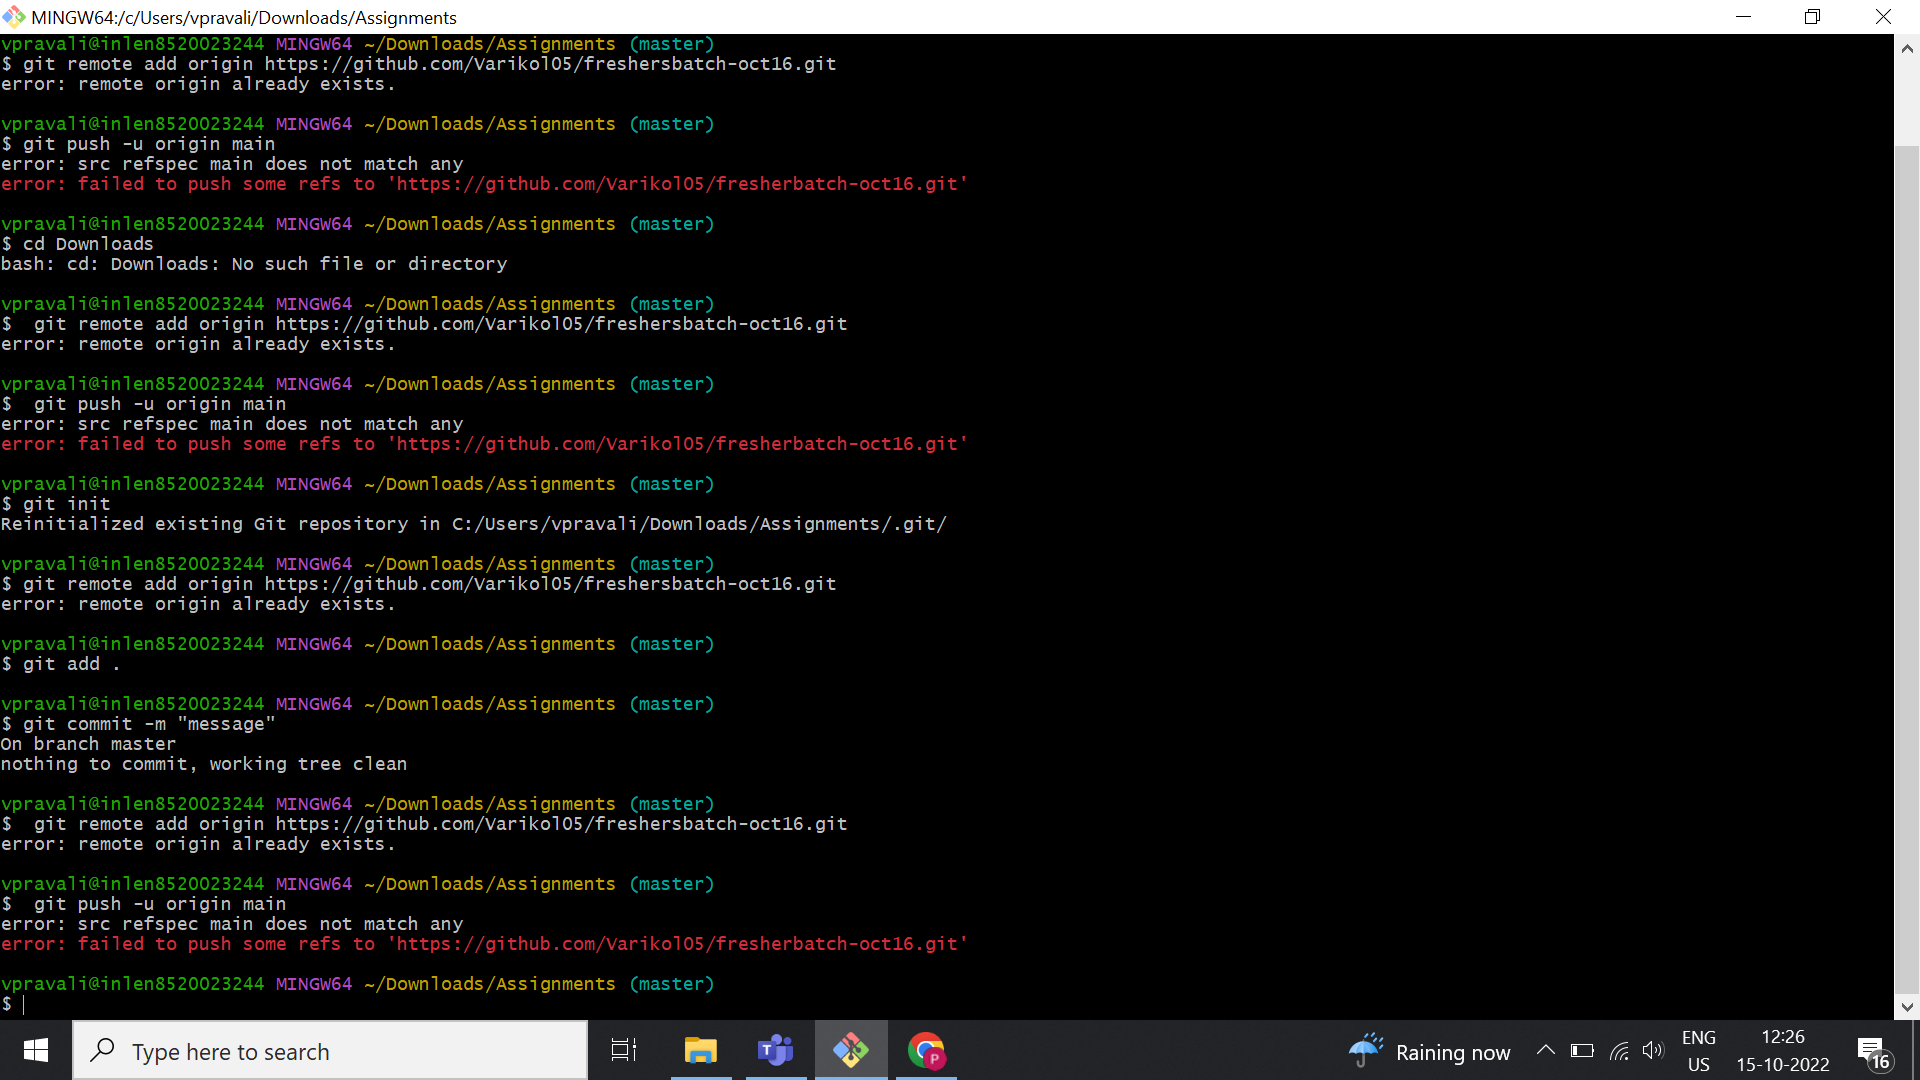 MINGW64:/c/Users/vpravali/Downloads/Assignments
vpravali@inlen8520023244 MINGW64 ~/Downloads/Assignments (master)
$ git remote add origin https://github.com/Varikol05/freshersbatch-oct16.git
error: remote origin already exists.
vpravali@inlen8520023244 MINGW64 ~/Downloads/Assignments (master)
$ git push -u origin main
error: src refspec main does not match any
error: failed to push some refs to 'https://github.com/Varikol05/fresherbatch-oct16.git'
vpravali@inlen8520023244 MINGW64 ~/Downloads/Assignments (master)
$ cd Downloads
bash: cd: Downloads: No such file or directory
vpravali@inlen8520023244 MINGW64 ~/Downloads/Assignments (master)
$  git remote add origin https://github.com/Varikol05/freshersbatch-oct16.git
error: remote origin already exists.
vpravali@inlen8520023244 MINGW64 ~/Downloads/Assignments (master)
$  git push -u origin main
error: src refspec main does not match any
error: failed to push some refs to 'https://github.com/Varikol05/fresherbatch-oct16.git'
vpravali@inlen8520023244 MINGW64 ~/Downloads/Assignments (master)
$ git init
Reinitialized existing Git repository in C:/Users/vpravali/Downloads/Assignments/.git/
vpravali@inlen8520023244 MINGW64 ~/Downloads/Assignments (master)
$ git remote add origin https://github.com/Varikol05/freshersbatch-oct16.git
error: remote origin already exists.
vpravali@inlen8520023244 MINGW64 ~/Downloads/Assignments (master)
$ git add .
vpravali@inlen8520023244 MINGW64 ~/Downloads/Assignments (master)
$ git commit -m "message"
On branch master
nothing to commit, working tree clean
vpravali@inlen8520023244 MINGW64 ~/Downloads/Assignments (master)
$  git remote add origin https://github.com/Varikol05/freshersbatch-oct16.git
error: remote origin already exists.
vpravali@inlen8520023244 MINGW64 ~/Downloads/Assignments (master)
$  git push -u origin main
error: src refspec main does not match any
error: failed to push some refs to 'https://github.com/Varikol05/fresherbatch-oct16.git'
vpravali@inlen8520023244 MINGW64 ~/Downloads/Assignments (master)
$
Type here to search
T
P
Raining now
ENG
US
12:26
15-10-2022
16